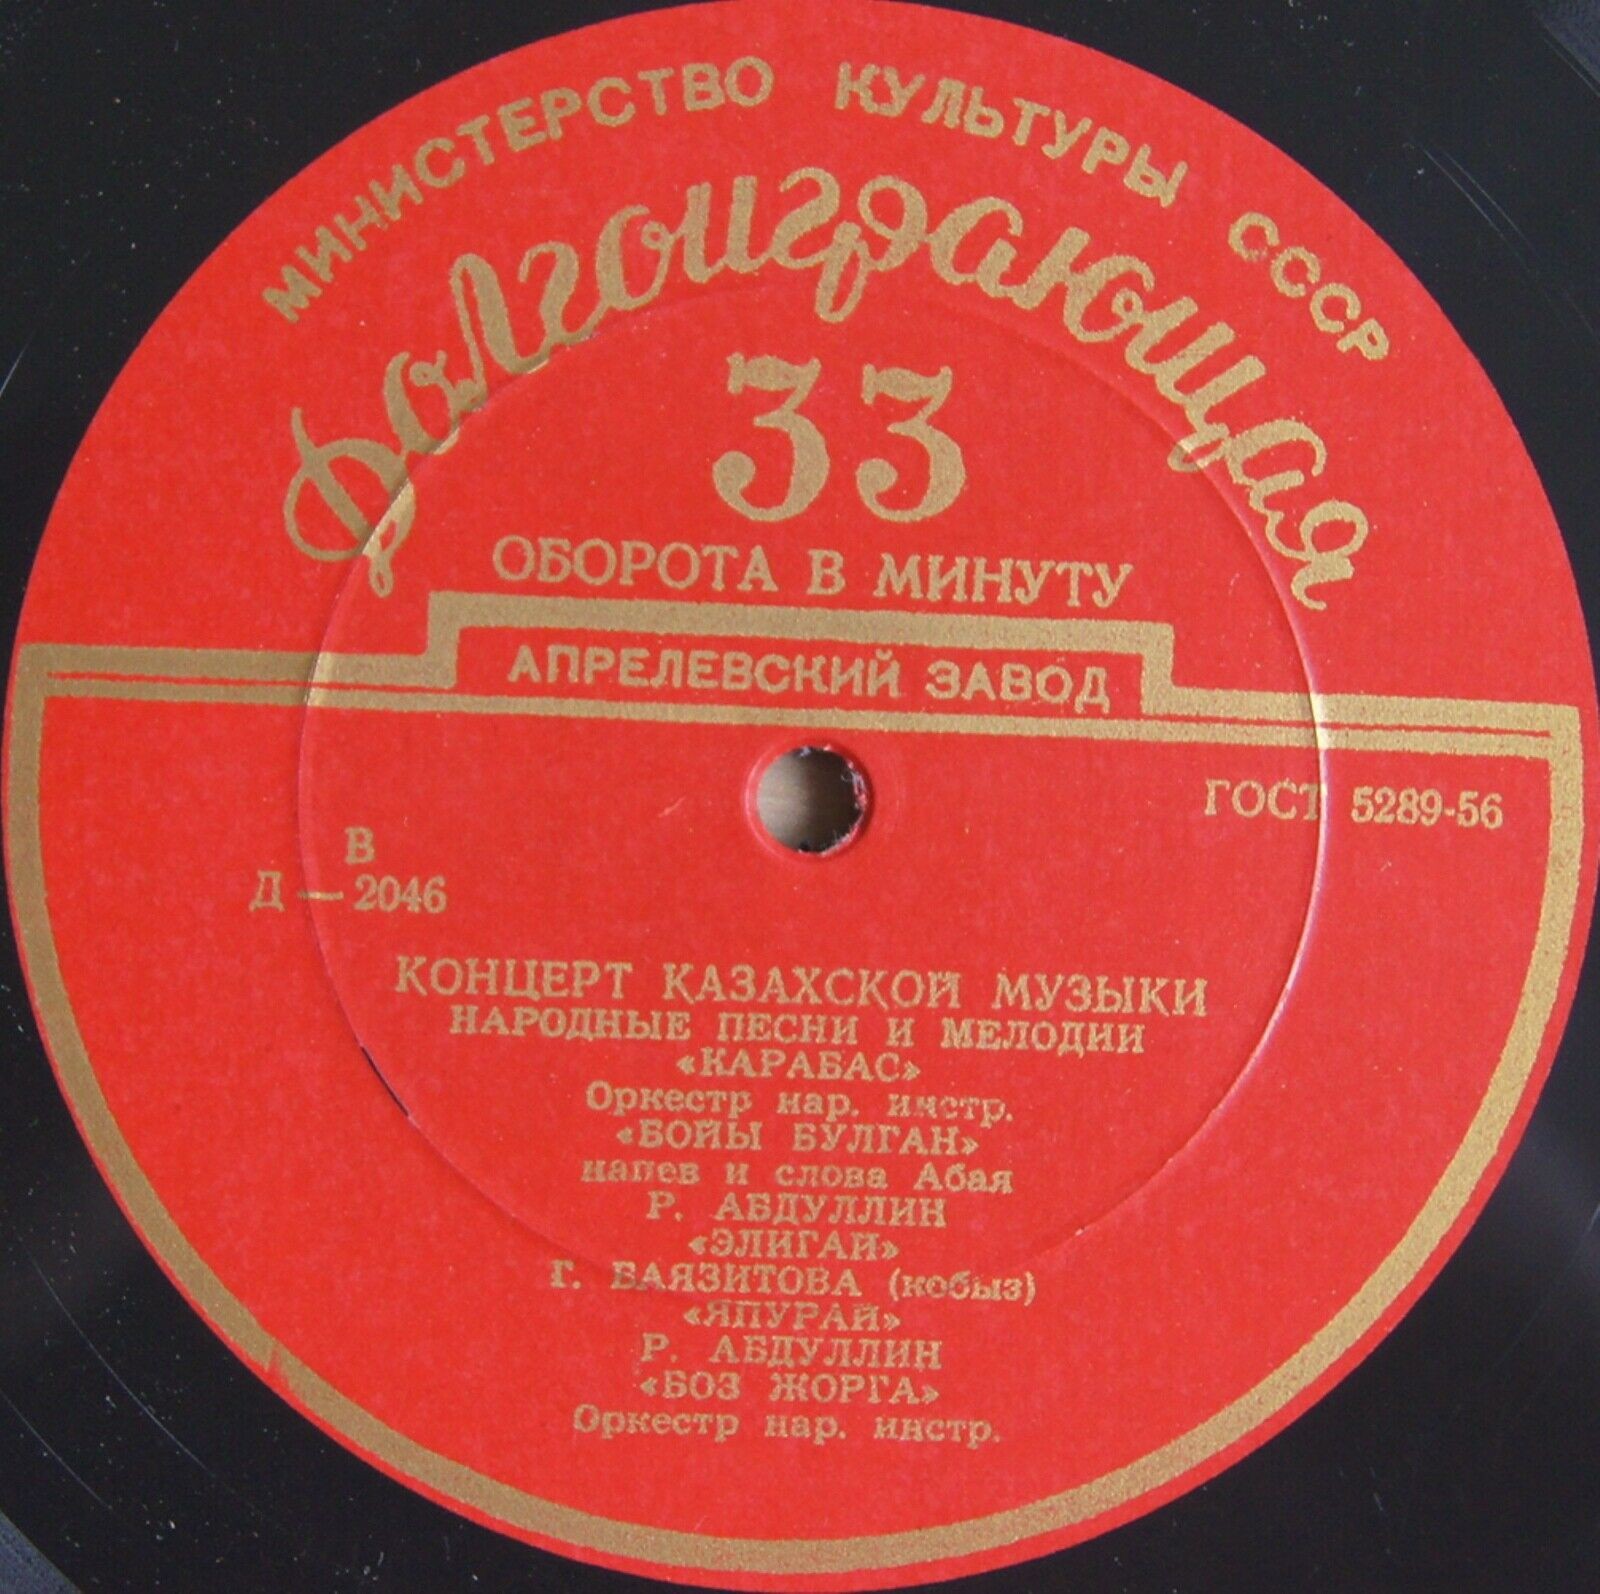 МИНИСТЕРСТВО КУЛЬТУРЫ СССР
Долгоиграющая
33
ОБОРОТА В МИНУТУ
АПРЕЛЕВСКИЙ ЗАВОД
ГОСТ 5289-56
В
Д — 2046
КОНЦЕРТ КАЗАХСКОЙ МУЗЫКИ
НАРОДНЫЕ ПЕСНИ И МЕЛОДИИ
«КАРАБАС»
Оркестр нар. инстр.
«БОЙЫ БУЛГАН»
напев и слова Абая
Р. АБДУЛЛИН
«ЭЛИГАЙ»
Г. БАЯЗИТОВА (кобыз)
«ЯПУРАЙ»
Р. АБДУЛЛИН
«БОЗ ЖОРГА»
Оркестр нар. инстр.